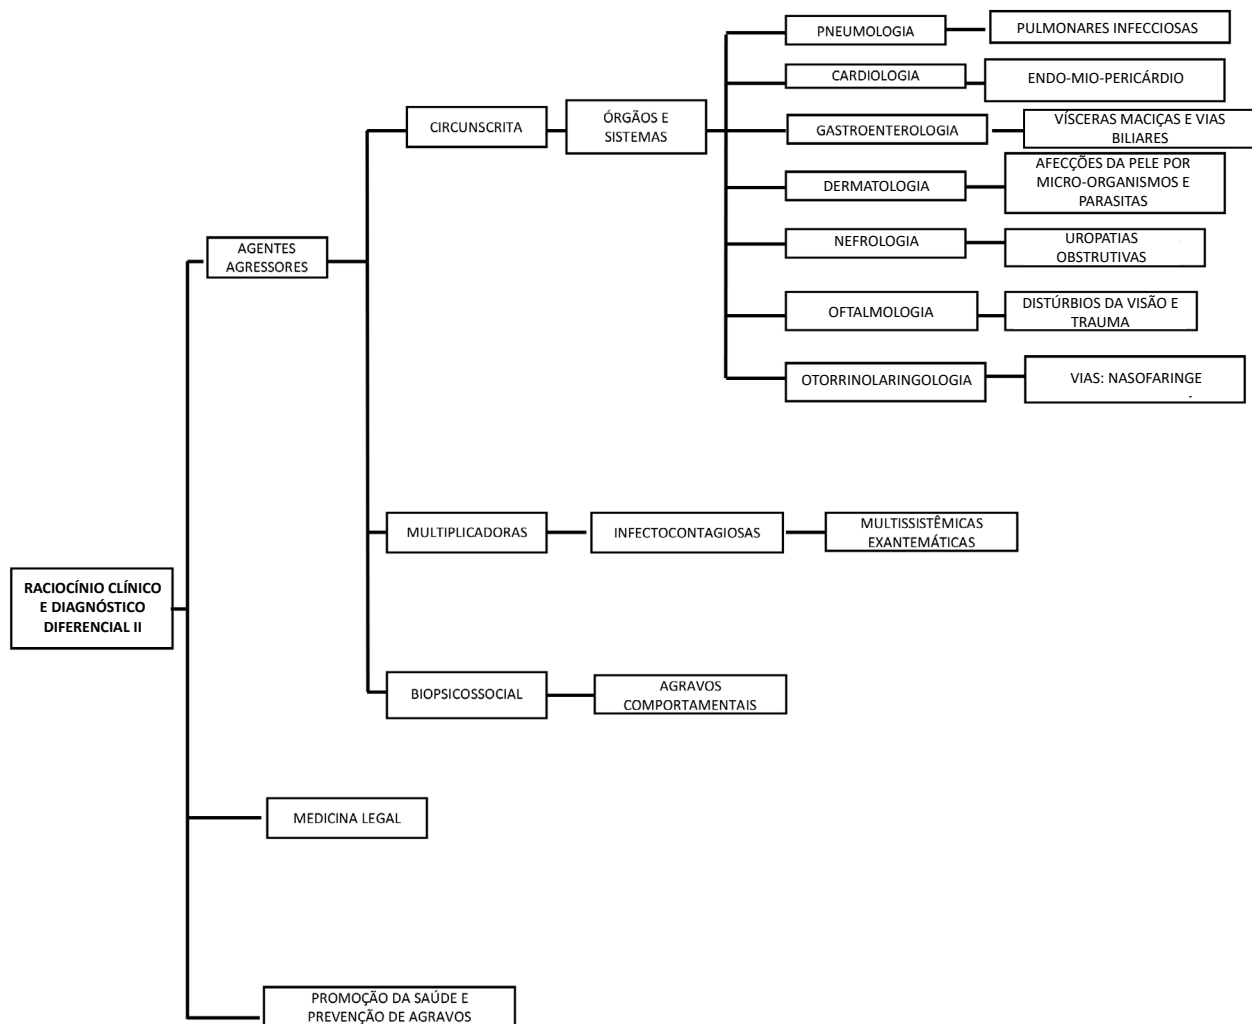 PNEUMOLOGIA
PULMONARES INFECCIOSAS
CARDIOLOGIA
ENDO-MIO-PERICÁRDIO
CIRCUNSCRITA
ÓRGÃOS E
SISTEMAS
GASTROENTEROLOGIA
VÍSCERAS MACIÇAS E VIAS
BILIARES
DERMATOLOGIA
AFECÇÕES DA PELE POR
MICRO-ORGANISMOS E
PARASITAS
AGENTES
AGRESSORES
NEFROLOGIA
UROPATIAS
OBSTRUTIVAS
OFTALMOLOGIA
DISTÚRBIOS DA VISÃO E
TRAUMA
OTORRINOLARINGOLOGIA
VIAS: NASOFARINGE
MULTIPLICADORAS
INFECTOCONTAGIOSAS
MULTISSISTÊMICAS
EXANTEMÁTICAS
RACIOCÍNIO CLÍNICO
E DIAGNÓSTICO
DIFERENCIAL II
BIOPSICOSSOCIAL
AGRAVOS
COMPORTAMENTAIS
MEDICINA LEGAL
PROMOÇÃO DA SAÚDE E
PREVENÇÃO DE AGRAVOS